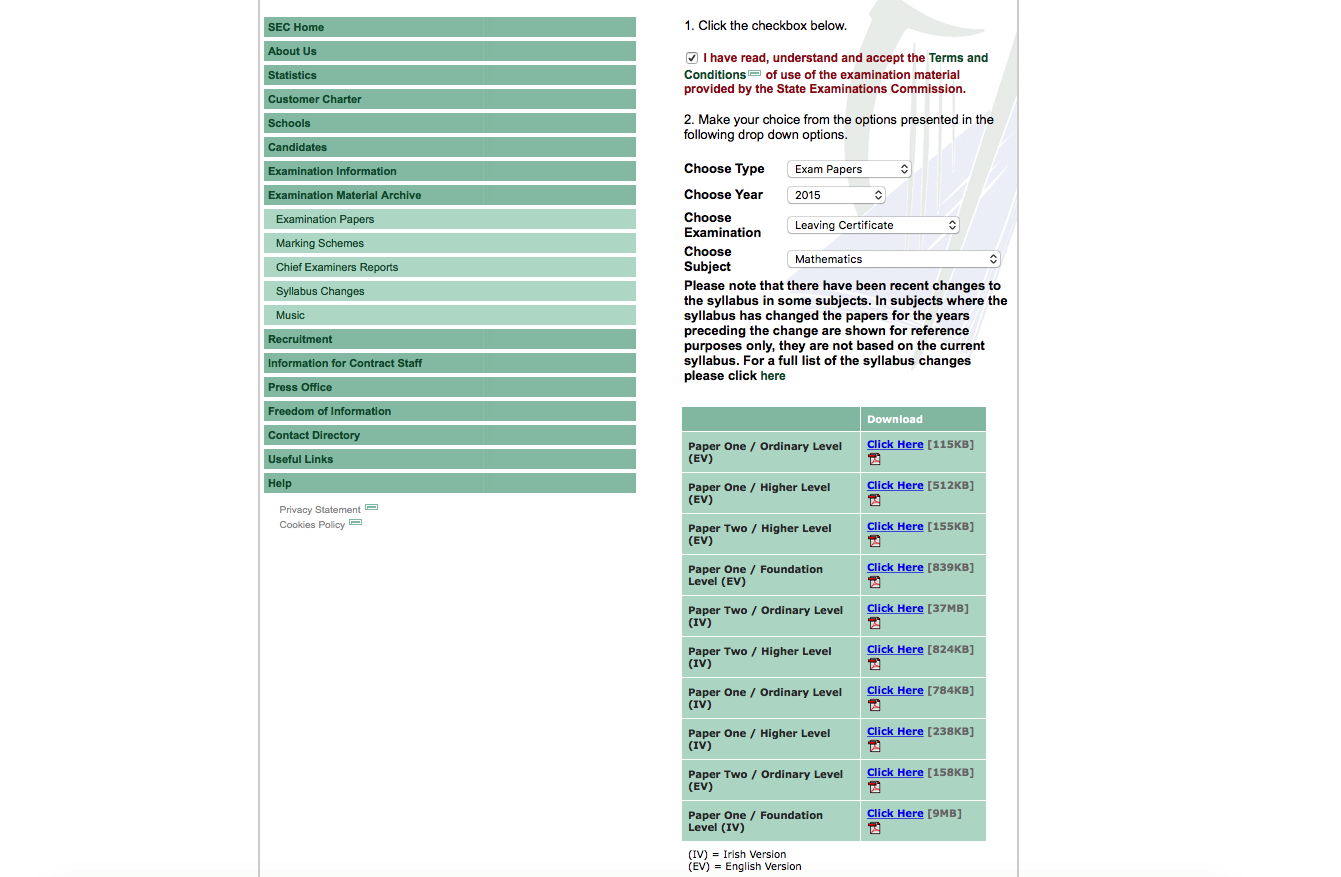 SEC Home
About Us
Statistics
Customer Charter
Schools
Candidates
Examination Information
Examination Material Archive
Examination Papers
Marking Schemes
Chief Examiners Reports
Syllabus Changes
Music
Recruitment
Information for Contract Staff
Press Office
Freedom of Information
Contact Directory
Useful Links
Help
Privacy Statement
Cookies Policy
1. Click the checkbox below.
I have read, understand and accept the Terms and
Conditions of use of the examination material
provided by the State Examinations Commission.
2. Make your choice from the options presented in the
following drop down options.
Choose Type Exam Papers
Choose Year 2015
Choose
Examination Leaving Certificate
Choose
Subject Mathematics
Please note that there have been recent changes to
the syllabus in some subjects. In subjects where the
syllabus has changed the papers for the years
preceding the change are shown for reference
purposes only, they are not based on the current
syllabus. For a full list of the syllabus changes
please click here
Download
Paper One / Ordinary Level
(EV)
Click Here [115KB]
Paper One / Higher Level
(EV)
Click Here [512KB]
Paper Two / Higher Level
(EV)
Click Here [155KB]
Paper One / Foundation
Level (EV)
Click Here [839KB]
Paper Two / Ordinary Level
(IV)
Click Here [37MB]
Paper Two / Higher Level
(IV)
Click Here [824KB]
Paper One / Ordinary Level
(IV)
Click Here [784KB]
Paper One / Higher Level
(IV)
Click Here [238KB]
Paper Two / Ordinary Level
(EV)
Click Here [158KB]
Paper One / Foundation
Level (IV)
Click Here [9MB]
(IV) = Irish Version
(EV) = English Version